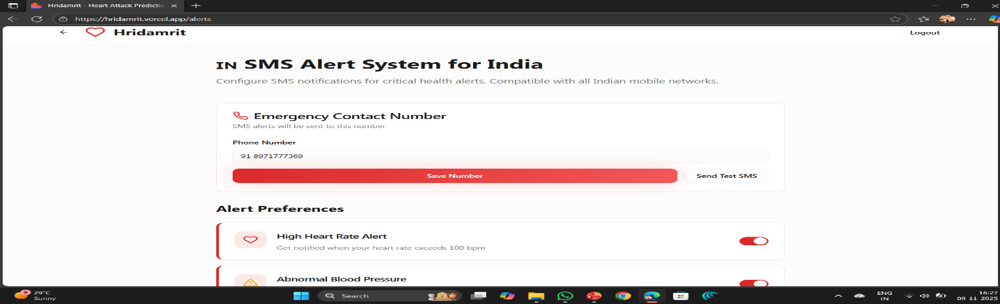 Hridamrit - Heart Attack Predictio
https://hridamrit.vercel.app/alerts
Hridamrit
Logout
IN SMS Alert System for India
Configure SMS notifications for critical health alerts. Compatible with all Indian mobile networks.
Emergency Contact Number
SMS alerts will be sent to this number
Phone Number
91 8971777369
Save Number
Send Test SMS
Alert Preferences
High Heart Rate Alert
Get notified when your heart rate exceeds 100 bpm
Abnormal Blood Pressure
9
29°C
Sunny
Search
ENG
IN
16:27
09-11-2025